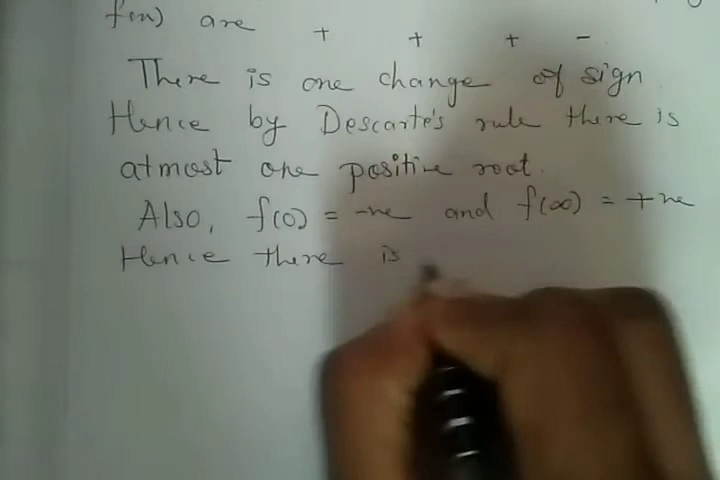 f(n) are + + + -
There is one change of sign
Hence by Descarte's rule there is
atmost one positive root.
Also, f(0) = -ve and f(∞) = +ve
Hence there is